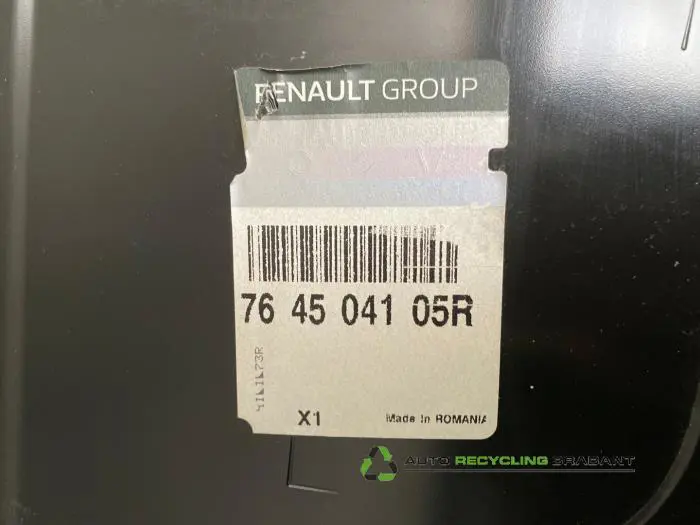 RENAULT GROUP
76 45 041 05R
X1
Made In ROMANIA
AUTO RECYCLING BRABANT